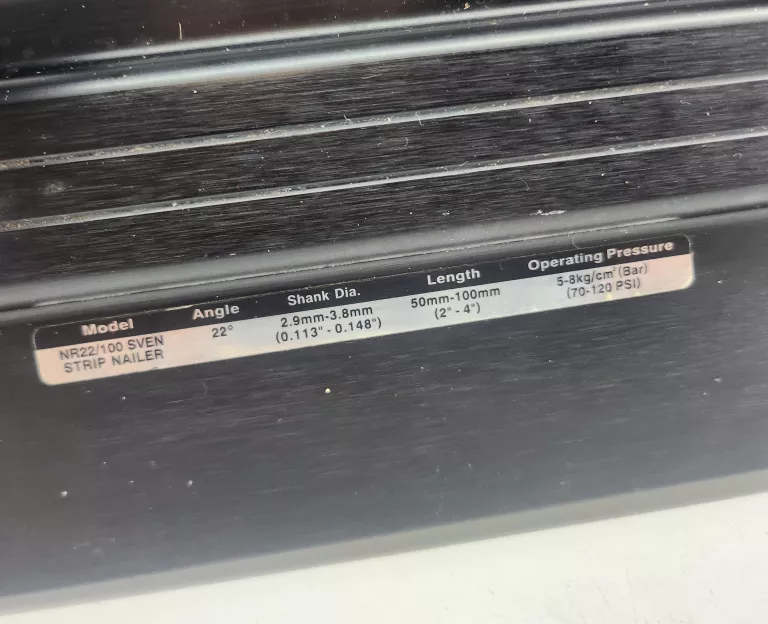 Model Angle Shank Dia. Length Operating Pressure
NR22/100 SVEN 22° 2.9mm-3.8mm 50mm-100mm 5-8kg/cm² (Bar)
STRIP NAILER (0.113" - 0.148") (2" - 4") (70-120 PSI)